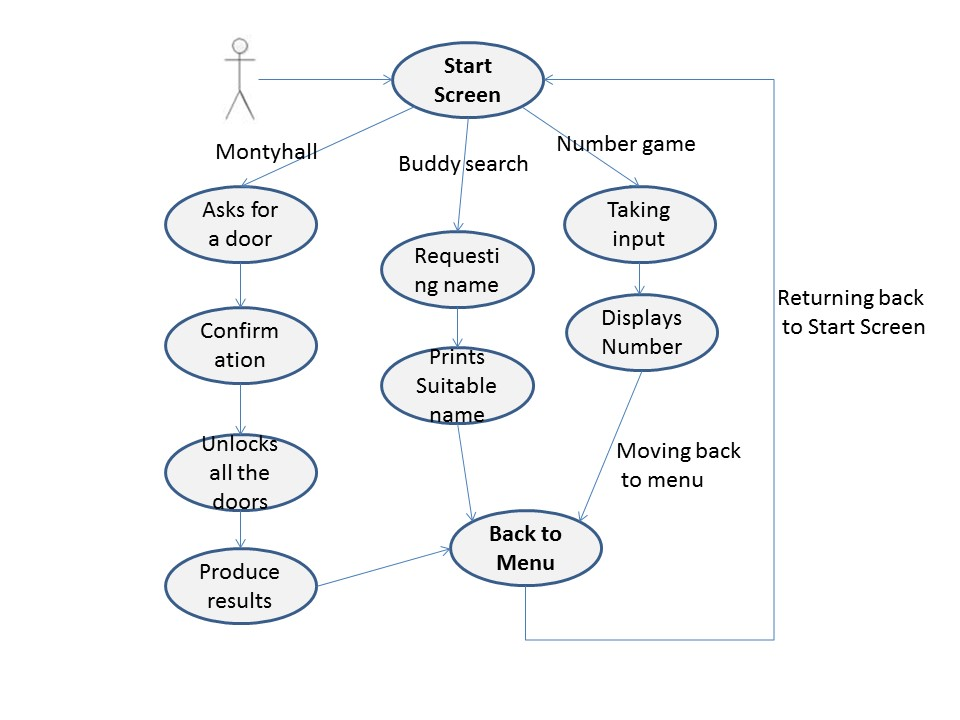 Start
Screen
Montyhall
Buddy search
Number game
Asks for
a door
Taking
input
Requesti
ng name
Confirm
ation
Displays
Number
Returning back
to Start Screen
Prints
Suitable
name
Unlocks
all the
doors
Moving back
to menu
Back to
Menu
Produce
results